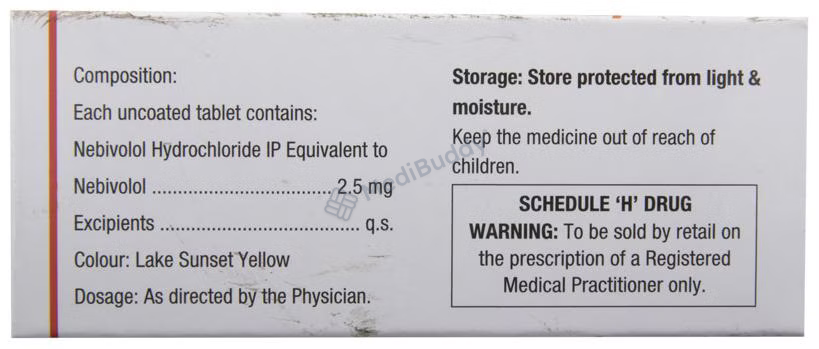 Composition:
Each uncoated tablet contains:
Nebivolol Hydrochloride IP Equivalent to
Nebivolol .................................. 2.5 mg
Excipients ..................................... q.s.
Colour: Lake Sunset Yellow
Dosage: As directed by the Physician.
Storage: Store protected from light &
moisture.
Keep the medicine out of reach of
children.
SCHEDULE ‘H’ DRUG
WARNING: To be sold by retail on
the prescription of a Registered
Medical Practitioner only.
MediBuddy